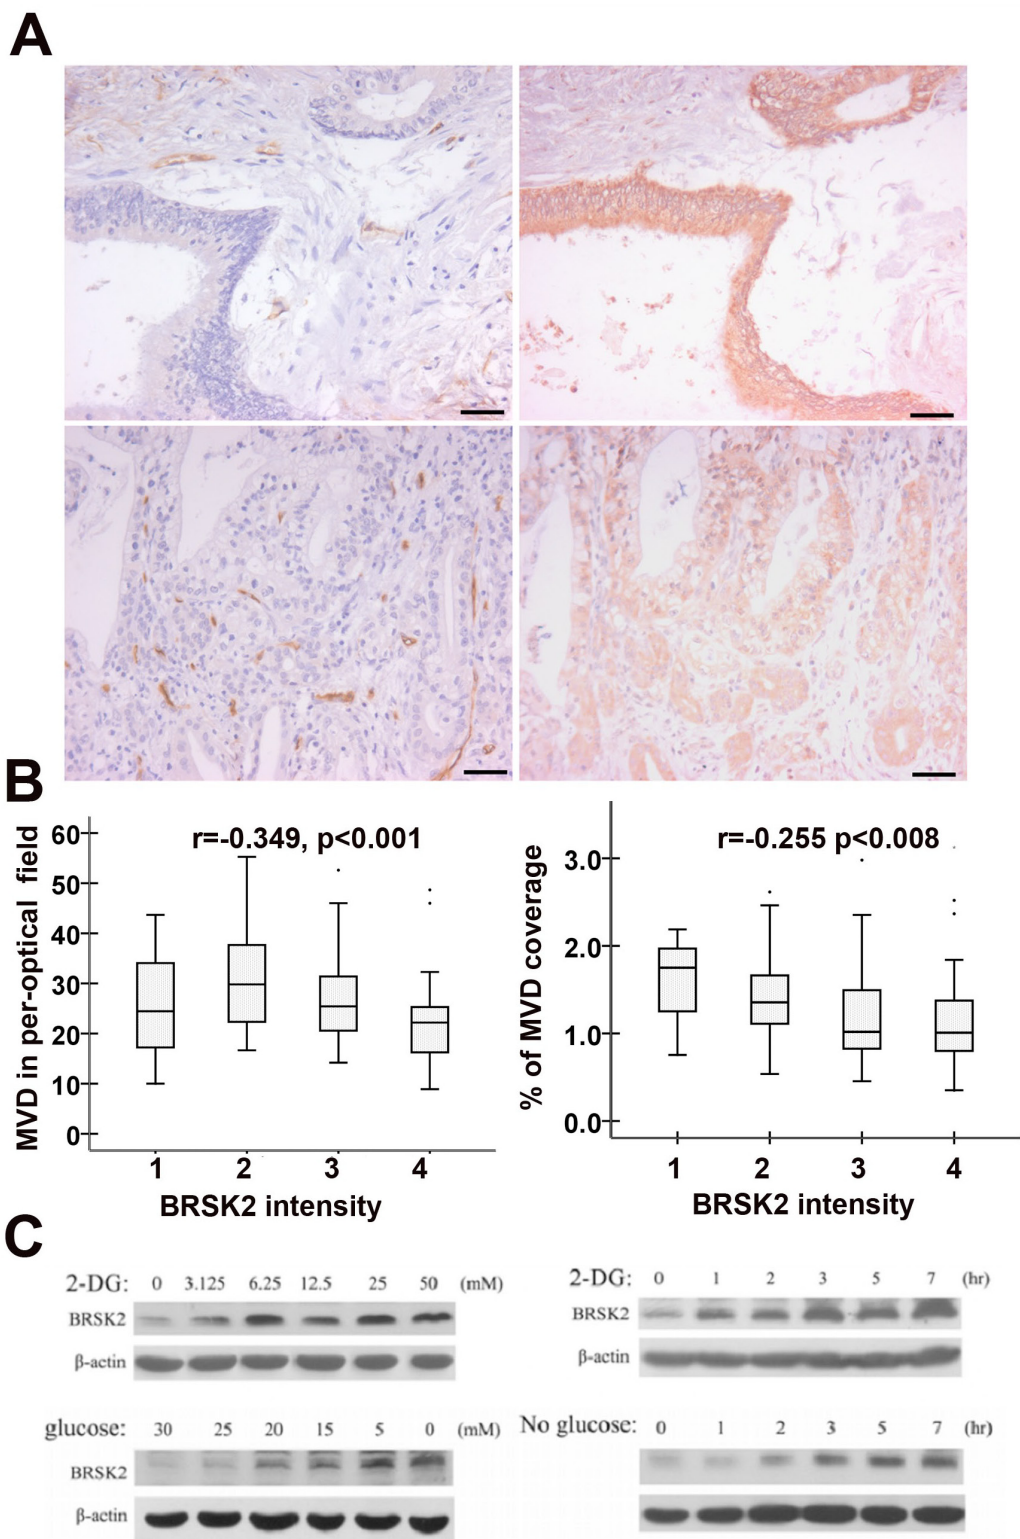 A
B
r=-0.349, p<0.001
MVD in per-optical field
60
50
40
30
20
10
0
1 2 3 4
BRSK2 intensity
r=-0.255 p<0.008
% of MVD coverage
3.0
2.0
1.0
0.0
1 2 3 4
BRSK2 intensity
C
2-DG: 0 3.125 6.25 12.5 25 50 (mM)
BRSK2
β-actin
2-DG: 0 1 2 3 5 7 (hr)
BRSK2
β-actin
glucose: 30 25 20 15 5 0 (mM)
BRSK2
β-actin
No glucose: 0 1 2 3 5 7 (hr)